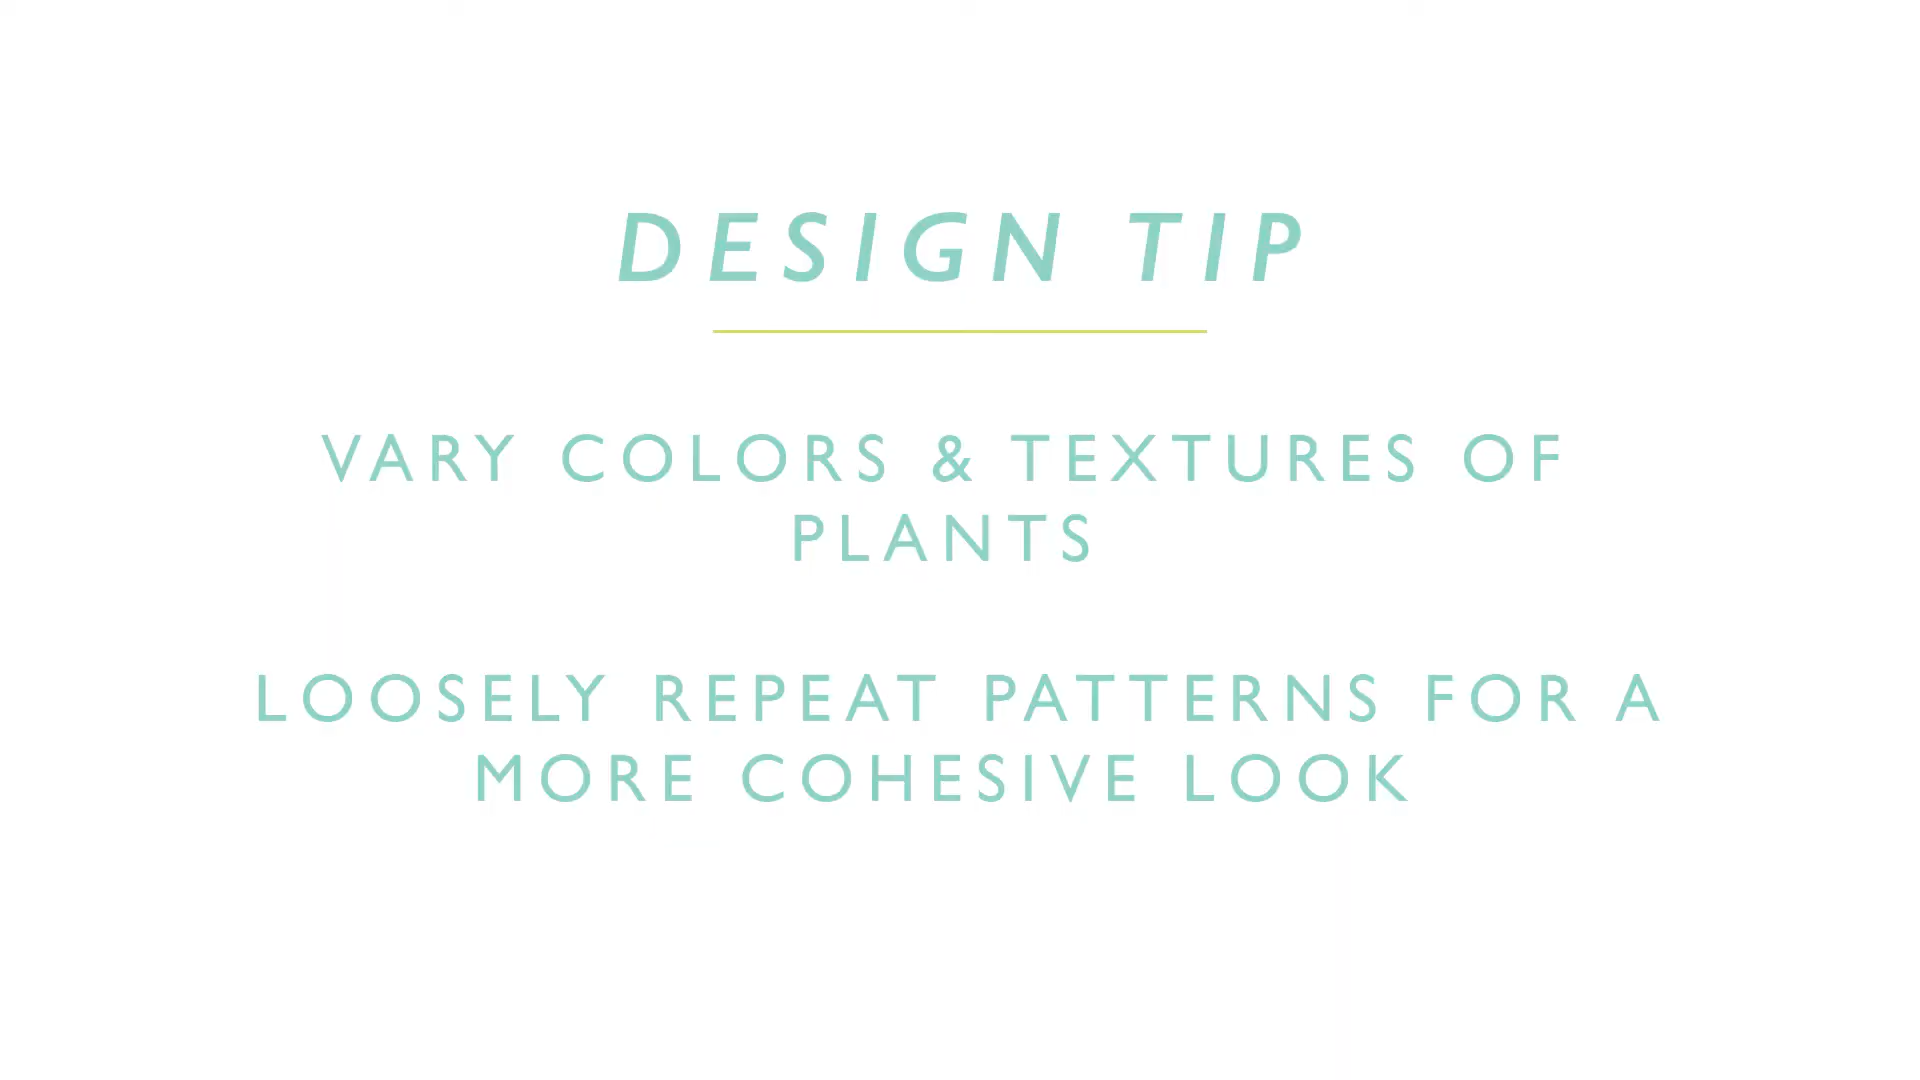 DESIGN TIP
VARY COLORS & TEXTURES OF
PLANTS
LOOSELY REPEAT PATTERNS FOR A
MORE COHESIVE LOOK